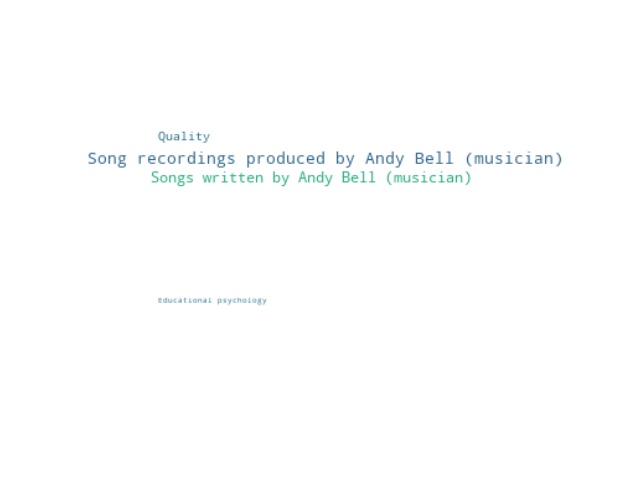 Quality
Song recordings produced by Andy Bell (musician)
Songs written by Andy Bell (musician)
Educational psychology